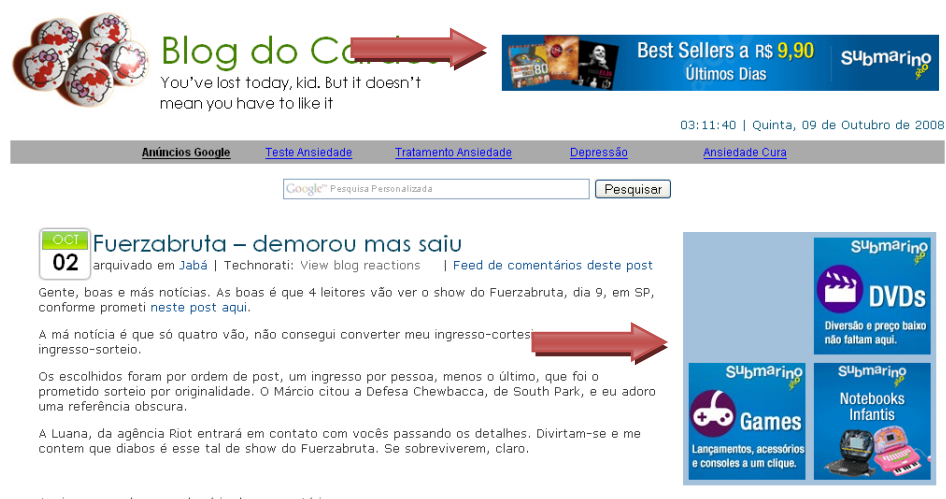 Blog do
You've lost today, kid. But it doesn't
mean you have to like it
80
Best Sellers a R$ 9,90
Últimos Dias
submarino
03:11:40 | Quinta, 09 de Outubro de 2008
Anúncios Google Teste Ansiedade Tratamento Ansiedade Depressão Ansiedade Cura
Google™ Pesquisa Personalizada Pesquisar
OCT
02
Fuerzabruta – demorou mas saiu
arquivado em Jabá | Technorati: View blog reactions | Feed de comentários deste post
Gente, boas e más notícias. As boas é que 4 leitores vão ver o show do Fuerzabruta, dia 9, em SP,
conforme prometi neste post aqui.
A má notícia é que só quatro vão, não consegui converter meu ingresso-cortesi
ingresso-sorteio.
Os escolhidos foram por ordem de post, um ingresso por pessoa, menos o último, que foi o
prometido sorteio por originalidade. O Márcio citou a Defesa Chewbacca, de South Park, e eu adoro
uma referência obscura.
A Luana, da agência Riot entrará em contato com vocês passando os detalhes. Divirtam-se e me
contem que diabos é esse tal de show do Fuerzabruta. Se sobreviverem, claro.
submarino
DVDs
Diversão e preço baixo
não faltam aqui.
submarino
Games
Lançamentos, acessórios
e consoles a um clique.
submarino
Notebooks
Infantis